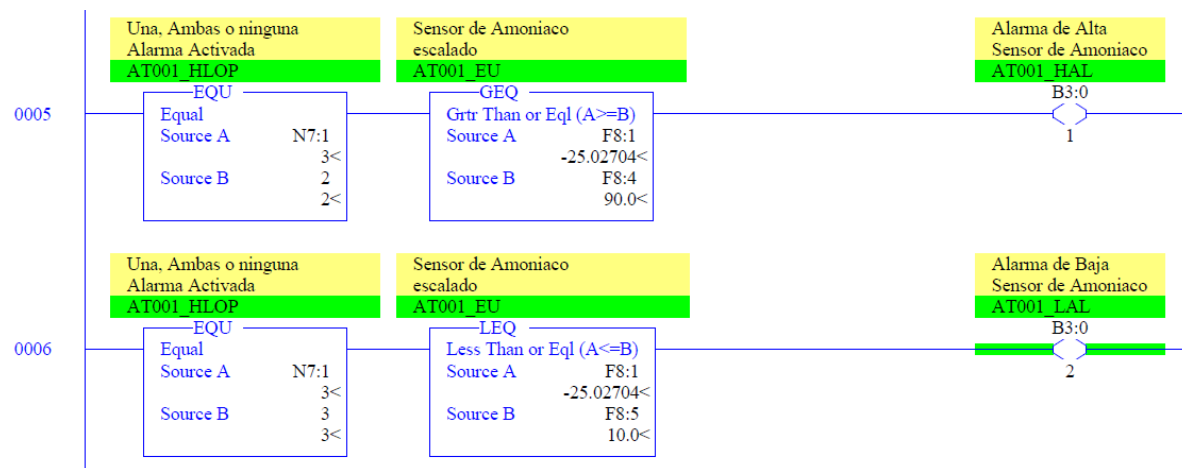 Una, Ambas o ninguna Sensor de Amoniaco Alarma de Alta
Alarma Activada escalado Sensor de Amoniaco
AT001_HLOP AT001_EU AT001_HAL
EQU GEQ B3:0
0005 Equal Grtr Than or Eql (A>=B)
Source A N7:1 Source A F8:1 1
3< -25.02704<
Source B 2 Source B F8:4
2< 90.0<
Una, Ambas o ninguna Sensor de Amoniaco Alarma de Baja
Alarma Activada escalado Sensor de Amoniaco
AT001_HLOP AT001_EU AT001_LAL
EQU LEQ B3:0
0006 Equal Less Than or Eql (A<=B)
Source A N7:1 Source A F8:1 2
3< -25.02704<
Source B 3 Source B F8:5
3< 10.0<